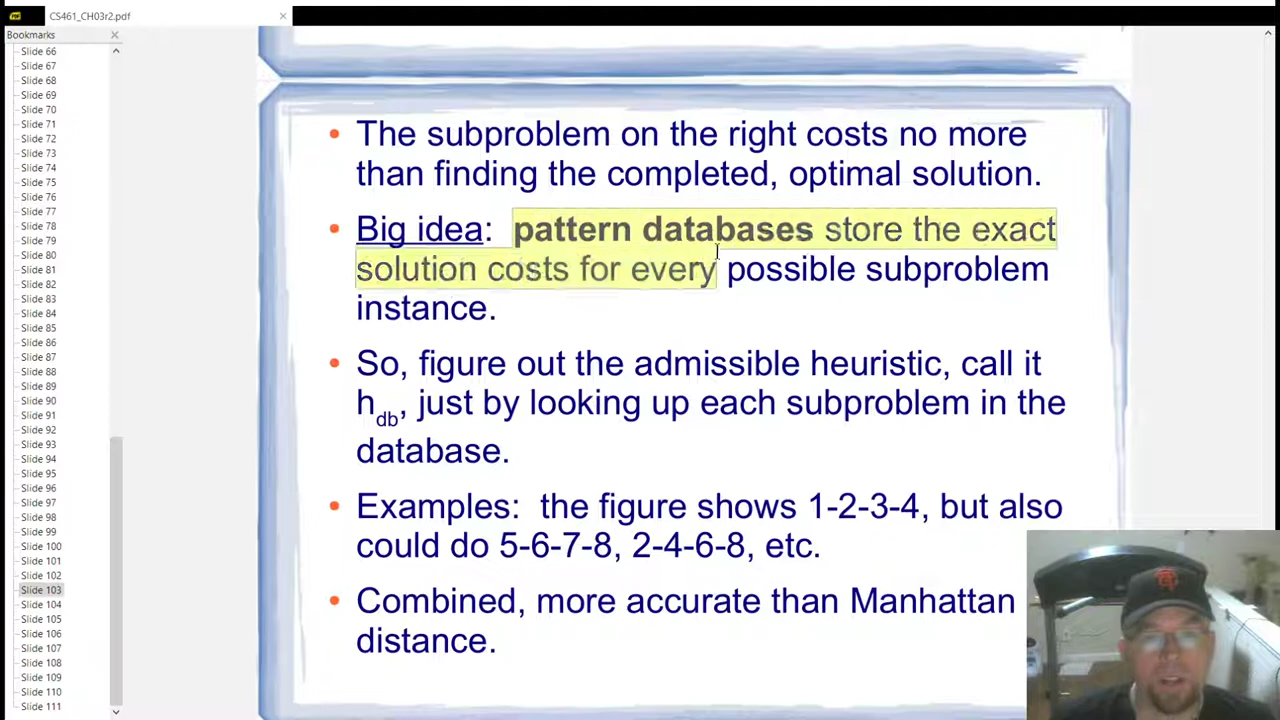 CS461_CH03r2.pdf
Bookmarks
Slide 66
Slide 67
Slide 68
Slide 69
Slide 70
Slide 71
Slide 72
Slide 73
Slide 74
Slide 75
Slide 76
Slide 77
Slide 78
Slide 79
Slide 80
Slide 81
Slide 82
Slide 83
Slide 84
Slide 85
Slide 86
Slide 87
Slide 88
Slide 89
Slide 90
Slide 91
Slide 92
Slide 93
Slide 94
Slide 95
Slide 96
Slide 97
Slide 98
Slide 99
Slide 100
Slide 101
Slide 102
Slide 103
Slide 104
Slide 105
Slide 106
Slide 107
Slide 108
Slide 109
Slide 110
Slide 111
• The subproblem on the right costs no more
than finding the completed, optimal solution.
• Big idea: pattern databases store the exact
solution costs for every possible subproblem
instance.
• So, figure out the admissible heuristic, call it
hdb, just by looking up each subproblem in the
database.
• Examples: the figure shows 1-2-3-4, but also
could do 5-6-7-8, 2-4-6-8, etc.
• Combined, more accurate than Manhattan
distance.